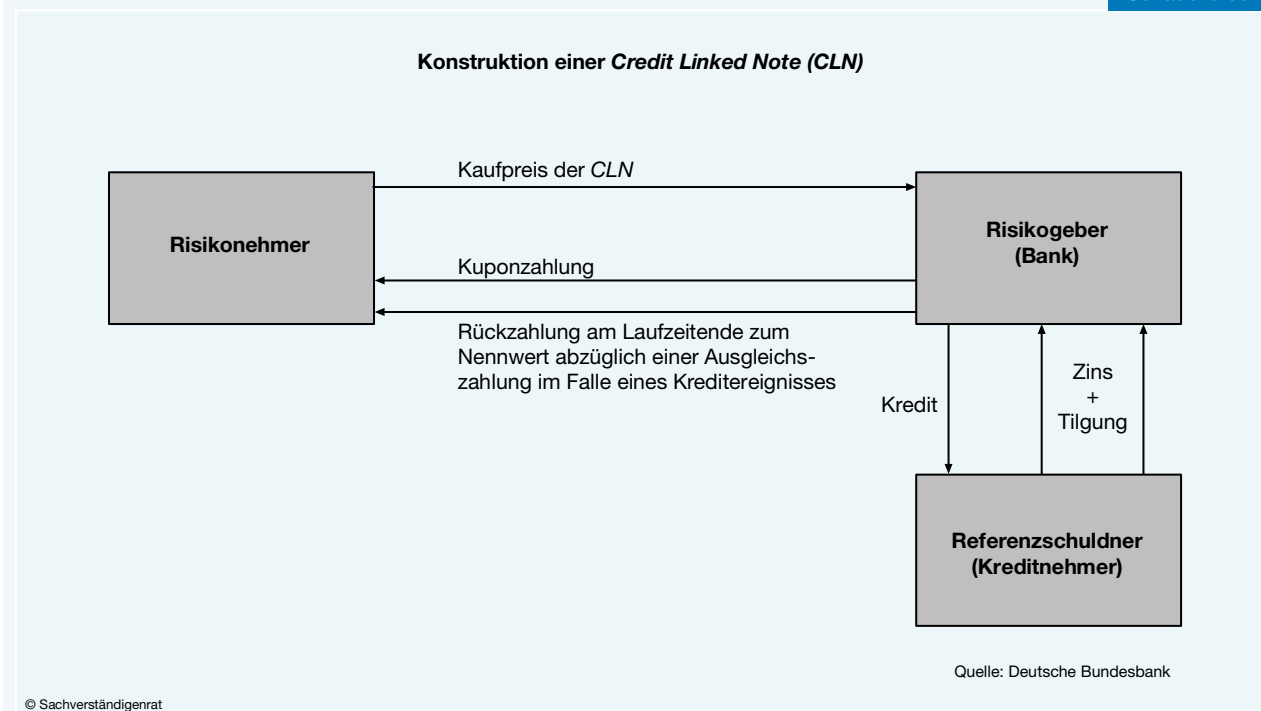 Konstruktion einer Credit Linked Note (CLN)
Kaufpreis der CLN
Risikonehmer
Risikogeber
(Bank)
Kuponzahlung
Rückzahlung am Laufzeitende zum
Nennwert abzüglich einer Ausgleichs-
zahlung im Falle eines Kreditereignisses
Kredit
Zins
+
Tilgung
Referenzschuldner
(Kreditnehmer)
Quelle: Deutsche Bundesbank
© Sachverständigenrat